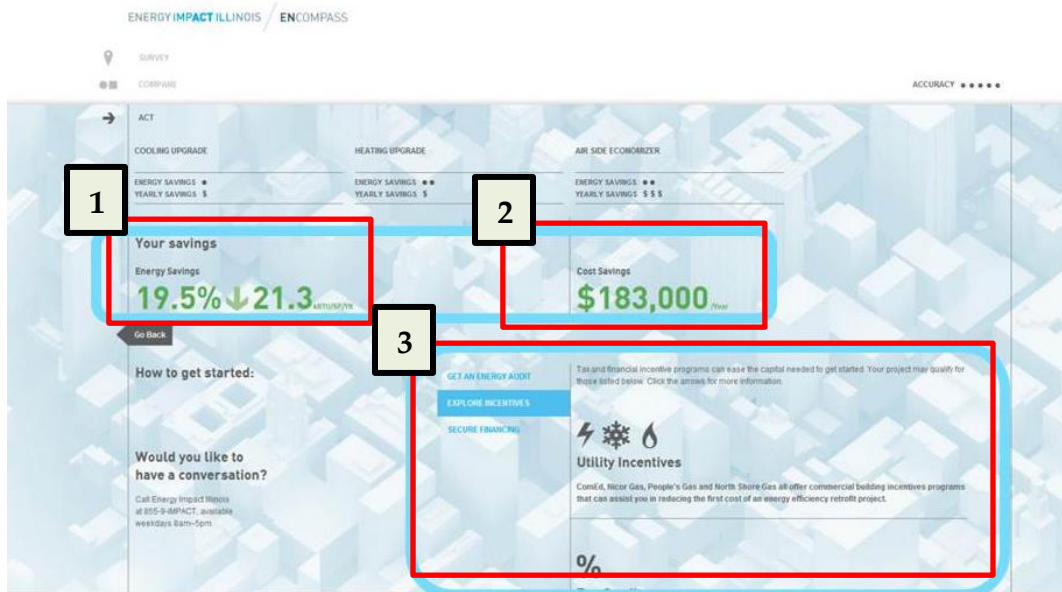 ENERGY IMPACT ILLINOIS / ENCOMPASS
SURVEY
COMPARE
ACCURACY
ACT
COOLING UPGRADE
HEATING UPGRADE
AIR SIDE ECONOMIZER
ENERGY SAVINGS
YEARLY SAVINGS $
ENERGY SAVINGS
YEARLY SAVINGS $
ENERGY SAVINGS
YEARLY SAVINGS $ $ $
1
2
Your savings
Energy Savings
19.5% ↓ 21.3 kBTU/SF/YR
Cost Savings
$183,000 /Year
Go Back
3
How to get started:
GET AN ENERGY AUDIT
EXPLORE INCENTIVES
SECURE FINANCING
Tax and financial incentive programs can ease the capital needed to get started. Your project may qualify for
those listed below. Click the arrows for more information.
Utility Incentives
ComEd, Nicor Gas, People's Gas and North Shore Gas all offer commercial building incentives programs
that can assist you in reducing the first cost of an energy efficiency retrofit project.
%
Would you like to
have a conversation?
Call Energy Impact Illinois
at 855-9-IMPACT, available
weekdays 8am–5pm.